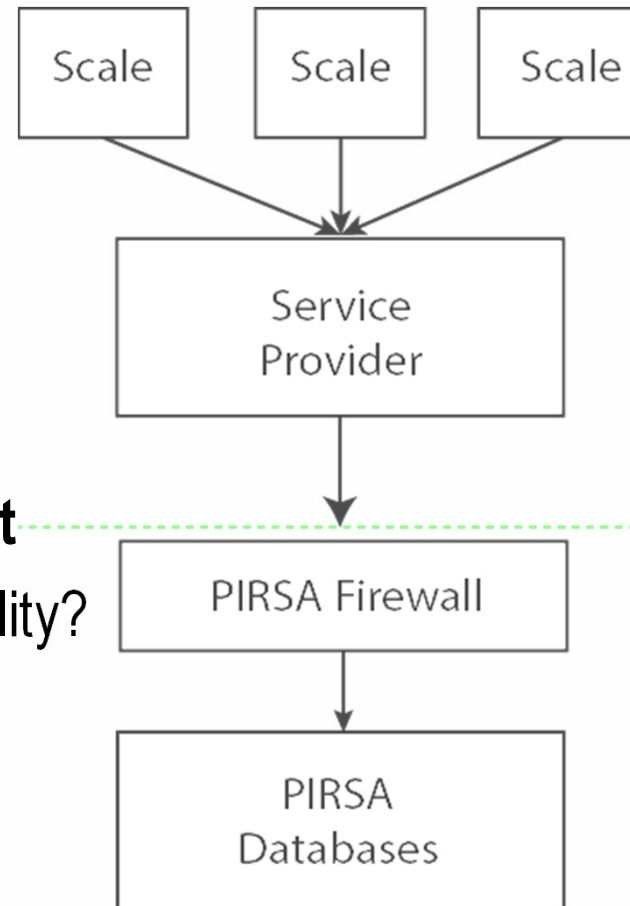 Scale
Scale
Scale
Service
Provider
t
lity?
PIRSA Firewall
PIRSA
Databases